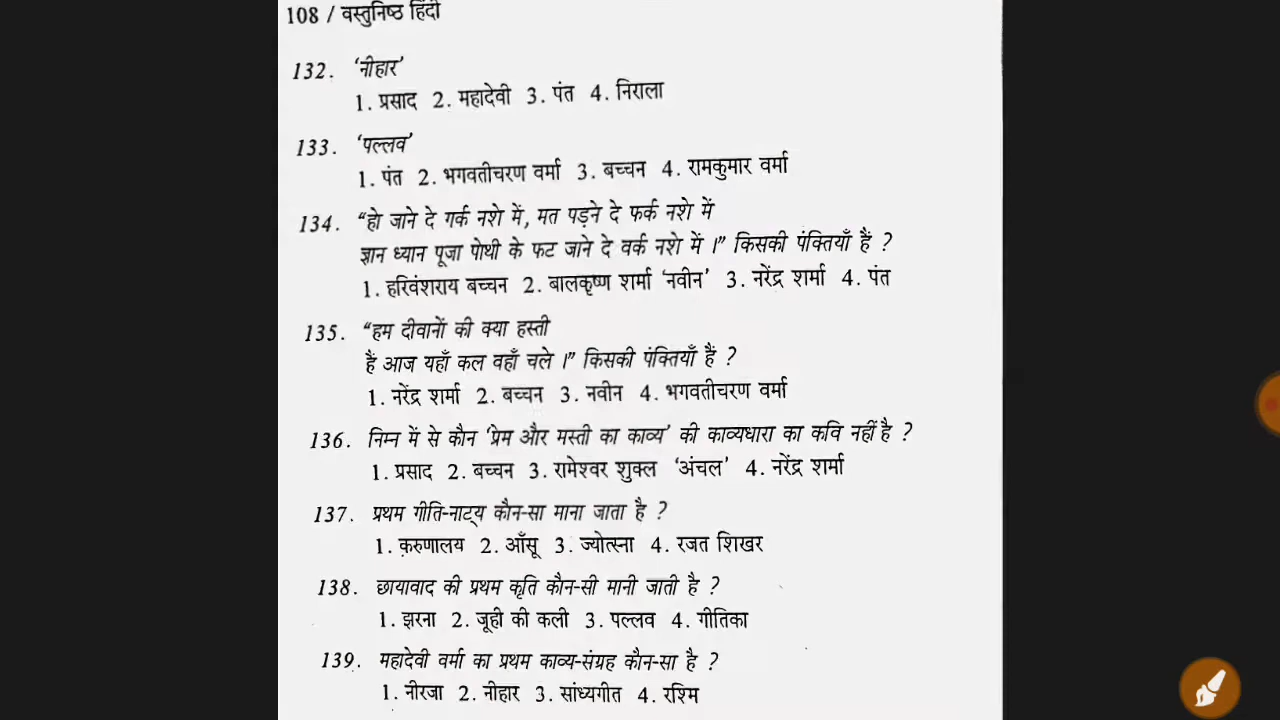 108 / वस्तुनिष्ठ हिंदी
132. ‘नीहार’
1. प्रसाद 2. महादेवी 3. पंत 4. निराला
133. ‘पल्लव’
1. पंत 2. भगवतीचरण वर्मा 3. बच्चन 4. रामकुमार वर्मा
134. “हो जाने दे गर्क नशे में, मत पड़ने दे फर्क नशे में
ज्ञान ध्यान पूजा पोथी के फट जाने दे वर्क नशे में।” किसकी पंक्तियाँ हैं ?
1. हरिवंशराय बच्चन 2. बालकृष्ण शर्मा ‘नवीन’ 3. नरेंद्र शर्मा 4. पंत
135. “हम दीवानों की क्या हस्ती
हैं आज यहाँ कल वहाँ चले।” किसकी पंक्तियाँ हैं ?
1. नरेंद्र शर्मा 2. बच्चन 3. नवीन 4. भगवतीचरण वर्मा
136. निम्न में से कौन ‘प्रेम और मस्ती का काव्य’ की काव्यधारा का कवि नहीं है ?
1. प्रसाद 2. बच्चन 3. रामेश्वर शुक्ल ‘अंचल’ 4. नरेंद्र शर्मा
137. प्रथम गीति-नाट्य कौन-सा माना जाता है ?
1. करुणालय 2. आँसू 3. ज्योत्स्ना 4. रजत शिखर
138. छायावाद की प्रथम कृति कौन-सी मानी जाती है ?
1. झरना 2. जूही की कली 3. पल्लव 4. गीतिका
139. महादेवी वर्मा का प्रथम काव्य-संग्रह कौन-सा है ?
1. नीरजा 2. नीहार 3. सांध्यगीत 4. रश्मि